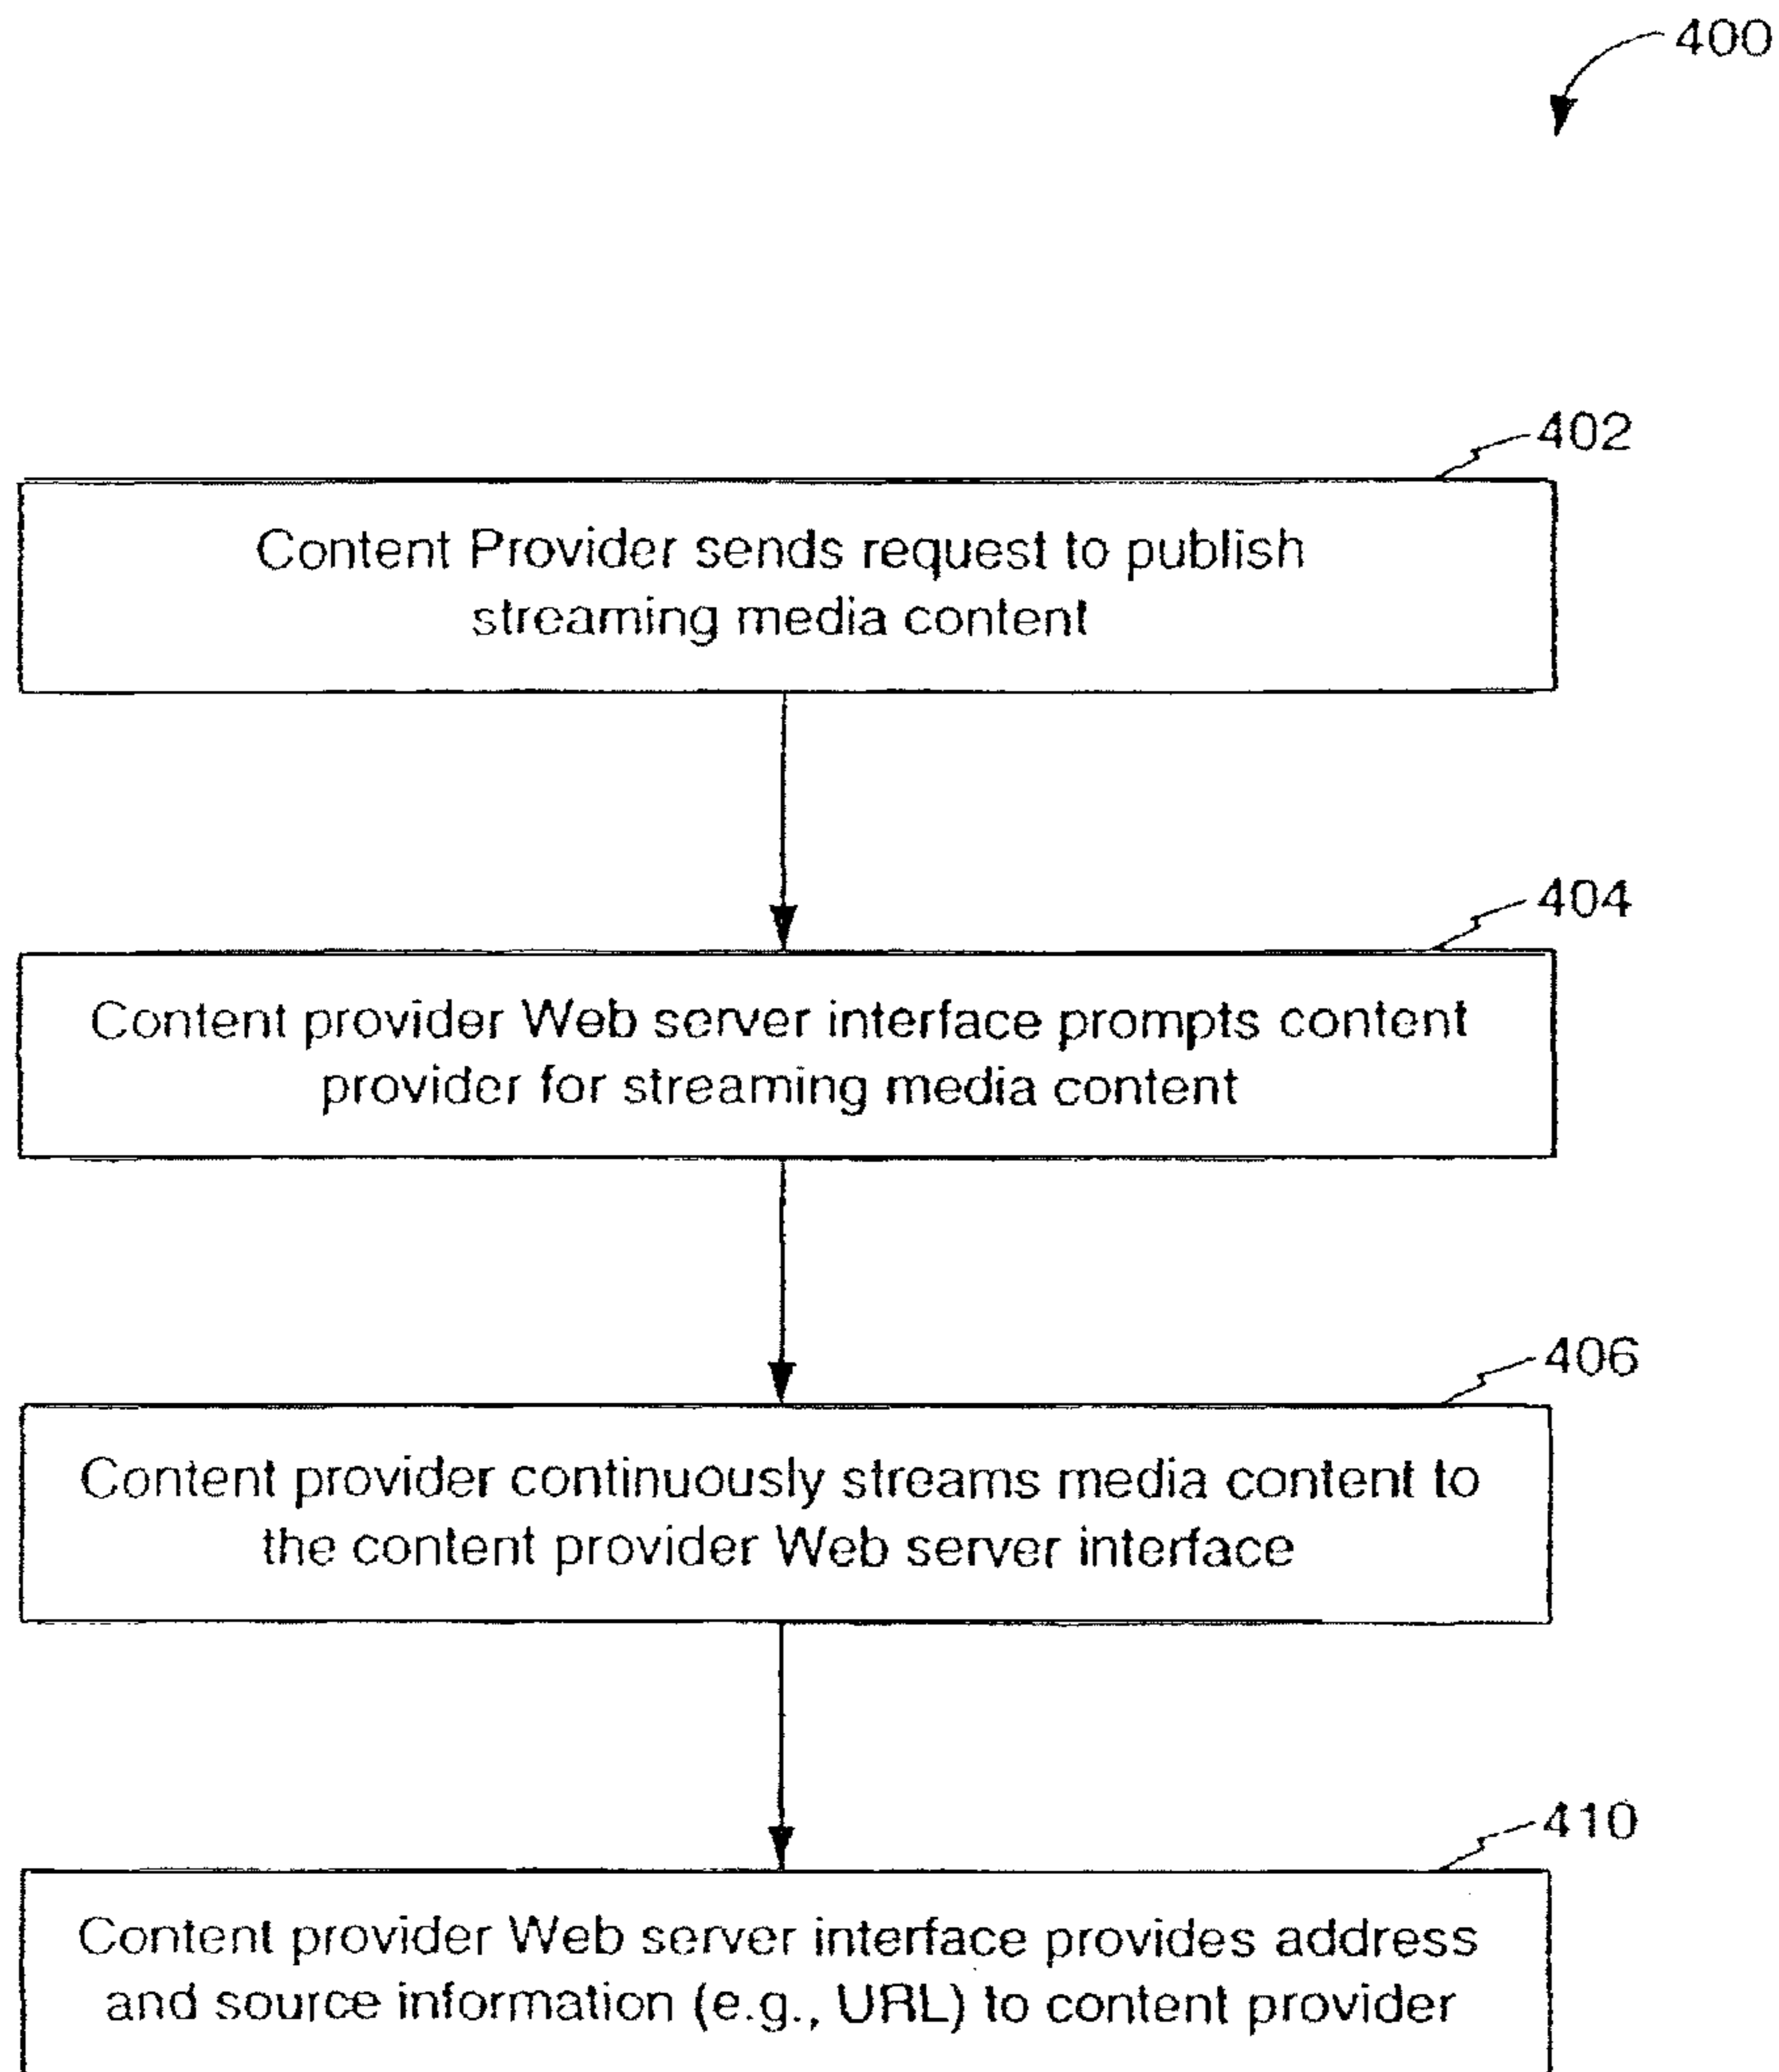 400
402
Content Provider sends request to publish
streaming media content
404
Content provider Web server interface prompts content
provider for streaming media content
406
Content provider continuously streams media content to
the content provider Web server interface
410
Content provider Web server interface provides address
and source information (e.g., URL) to content provider